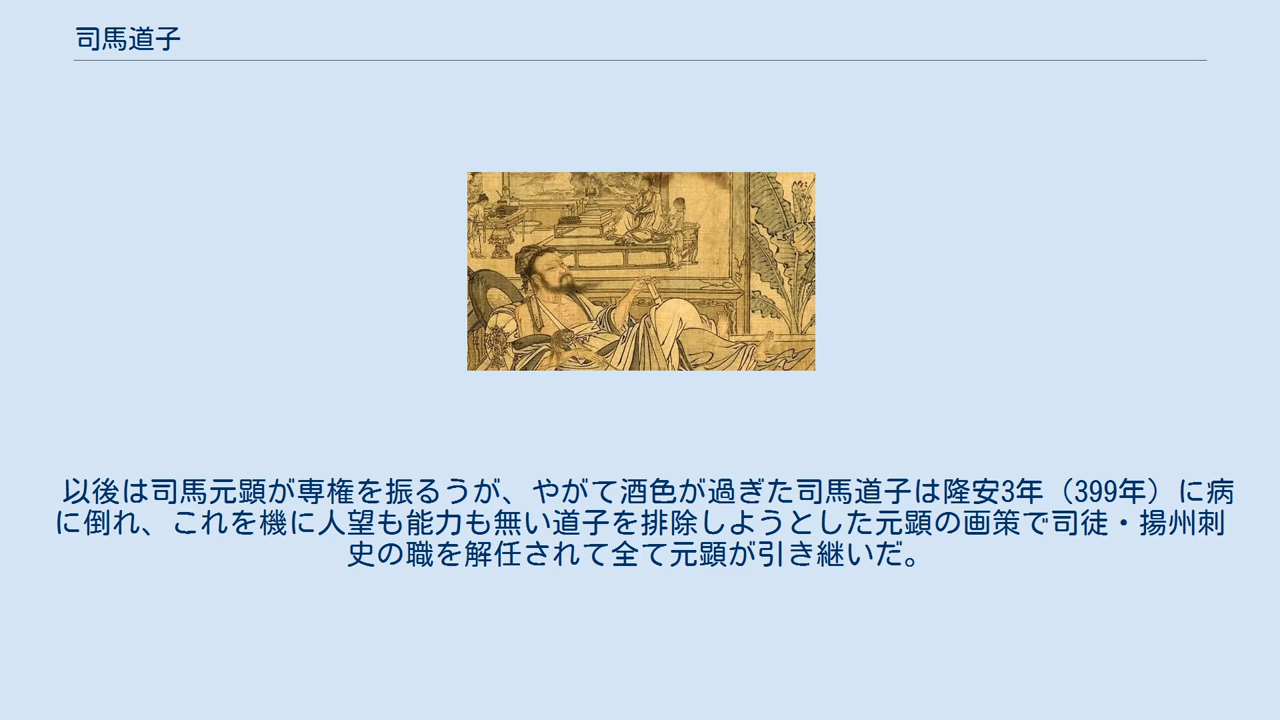 司馬道子
以後は司馬元顕が専権を振るうが、やがて酒色が過ぎた司馬道子は隆安3年（399年）に病
に倒れ、これを機に人望も能力も無い道子を排除しようとした元顕の画策で司徒・揚州刺
史の職を解任されて全て元顕が引き継いだ。